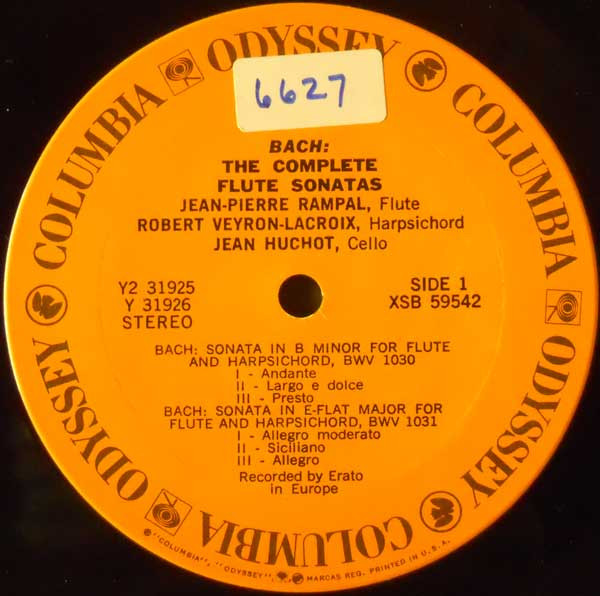 ODYSSEY
COLUMBIA
ODYSSEY
COLUMBIA
ODYSSEY
COLUMBIA
6627
BACH:
THE COMPLETE
FLUTE SONATAS
JEAN-PIERRE RAMPAL, Flute
ROBERT VEYRON-LACROIX, Harpsichord
JEAN HUCHOT, Cello
Y2 31925
Y 31926
STEREO
SIDE 1
XSB 59542
BACH: SONATA IN B MINOR FOR FLUTE
AND HARPSICHORD, BWV 1030
I - Andante
II - Largo e dolce
III - Presto
BACH: SONATA IN E-FLAT MAJOR FOR
FLUTE AND HARPSICHORD, BWV 1031
I - Allegro moderato
II - Siciliano
III - Allegro
Recorded by Erato
in Europe
℗ "COLUMBIA", "ODYSSEY", MARCAS REG. PRINTED IN U.S.A.